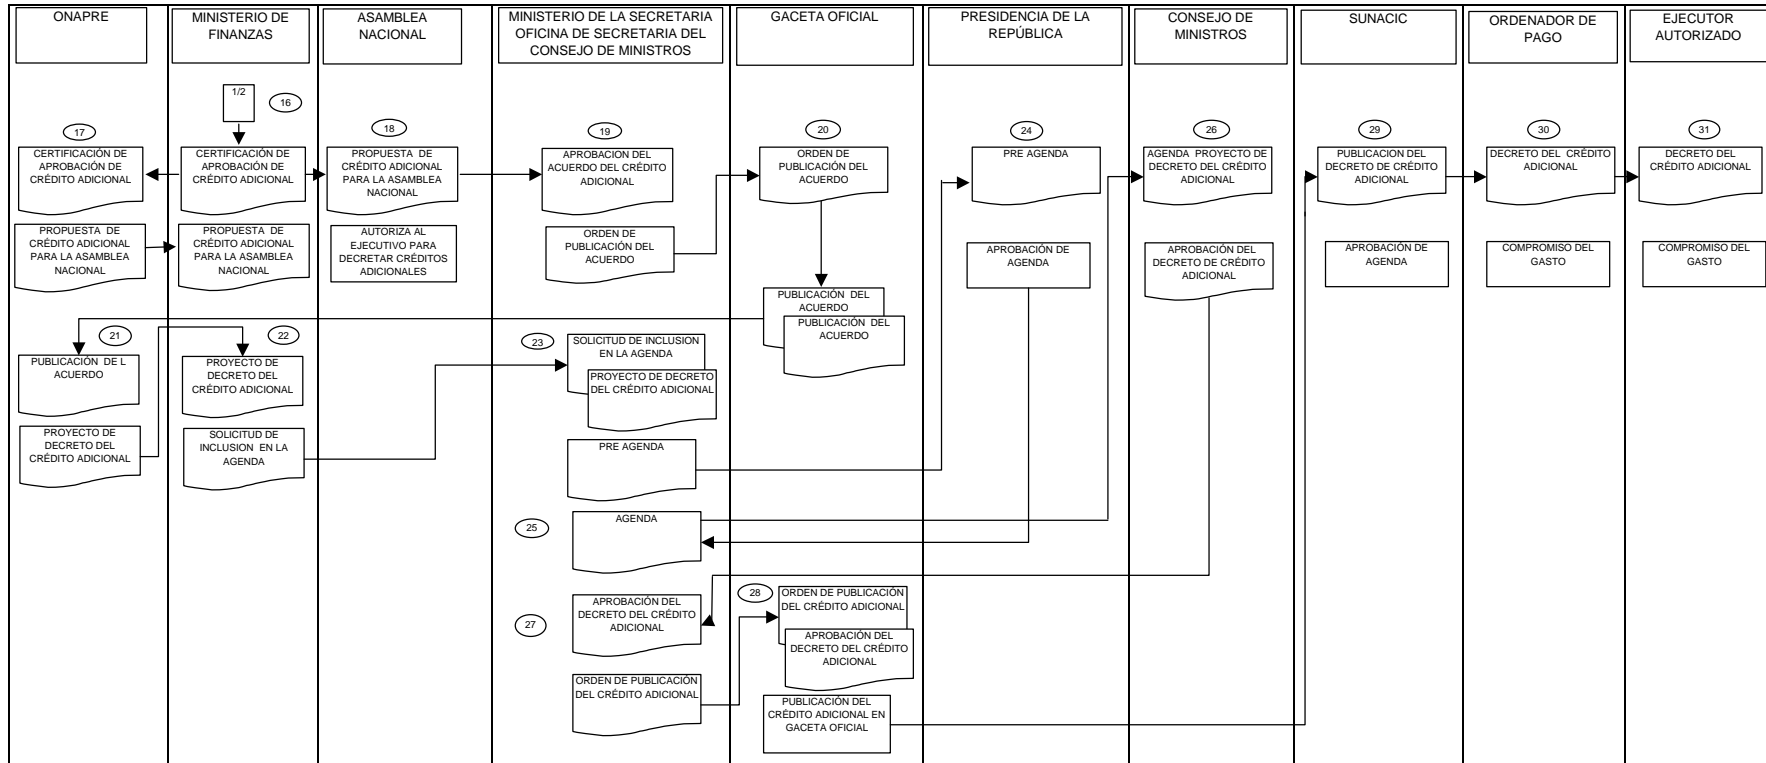 ONAPRE
MINISTERIO DE
FINANZAS
ASAMBLEA
NACIONAL
MINISTERIO DE LA SECRETARIA
OFICINA DE SECRETARIA DEL
CONSEJO DE MINISTROS
GACETA OFICIAL
PRESIDENCIA DE LA
REPÚBLICA
CONSEJO DE
MINISTROS
SUNACIC
ORDENADOR DE
PAGO
EJECUTOR
AUTORIZADO
1/2
16
17
CERTIFICACIÓN DE
APROBACIÓN DE
CRÉDITO ADICIONAL
CERTIFICACIÓN DE
APROBACIÓN DE
CRÉDITO ADICIONAL
18
PROPUESTA DE
CRÉDITO ADICIONAL
PARA LA ASAMBLEA
NACIONAL
19
APROBACION DEL
ACUERDO DEL CRÉDITO
ADICIONAL
20
ORDEN DE
PUBLICACIÓN DEL
ACUERDO
24
PRE AGENDA
26
AGENDA PROYECTO DE
DECRETO DEL CRÉDITO
ADICIONAL
29
PUBLICACION DEL
DECRETO DE CRÉDITO
ADICIONAL
30
DECRETO DEL CRÉDITO
ADICIONAL
31
DECRETO DEL
CRÉDITO ADICIONAL
PROPUESTA DE
CRÉDITO ADICIONAL
PARA LA ASAMBLEA
NACIONAL
PROPUESTA DE
CRÉDITO ADICIONAL
PARA LA ASAMBLEA
NACIONAL
AUTORIZA AL
EJECUTIVO PARA
DECRETAR CRÉDITOS
ADICIONALES
ORDEN DE
PUBLICACIÓN DEL
ACUERDO
APROBACIÓN DE
AGENDA
APROBACIÓN DEL
DECRETO DE CRÉDITO
ADICIONAL
APROBACIÓN DE
AGENDA
COMPROMISO DEL
GASTO
COMPROMISO DEL
GASTO
PUBLICACIÓN DEL
ACUERDO
PUBLICACIÓN DEL
ACUERDO
21
PUBLICACIÓN DE L
ACUERDO
22
PROYECTO DE
DECRETO DEL
CRÉDITO ADICIONAL
23
SOLICITUD DE INCLUSION
EN LA AGENDA
PROYECTO DE DECRETO
DEL CRÉDITO ADICIONAL
PROYECTO DE
DECRETO DEL
CRÉDITO ADICIONAL
SOLICITUD DE
INCLUSION EN LA
AGENDA
PRE AGENDA
25
AGENDA
27
APROBACIÓN DEL
DECRETO DEL CRÉDITO
ADICIONAL
28
ORDEN DE PUBLICACIÓN
DEL CRÉDITO ADICIONAL
APROBACIÓN DEL
DECRETO DEL CRÉDITO
ADICIONAL
ORDEN DE PUBLICACIÓN
DEL CRÉDITO ADICIONAL
PUBLICACIÓN DEL
CRÉDITO ADICIONAL EN
GACETA OFICIAL